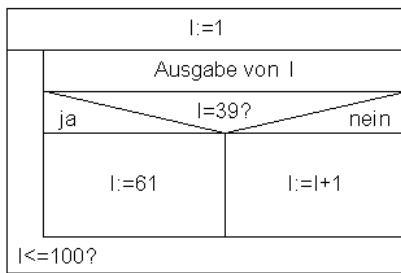 I:=1
Ausgabe von I
I=39?
ja
nein
I:=61
I:=I+1
I<=100?